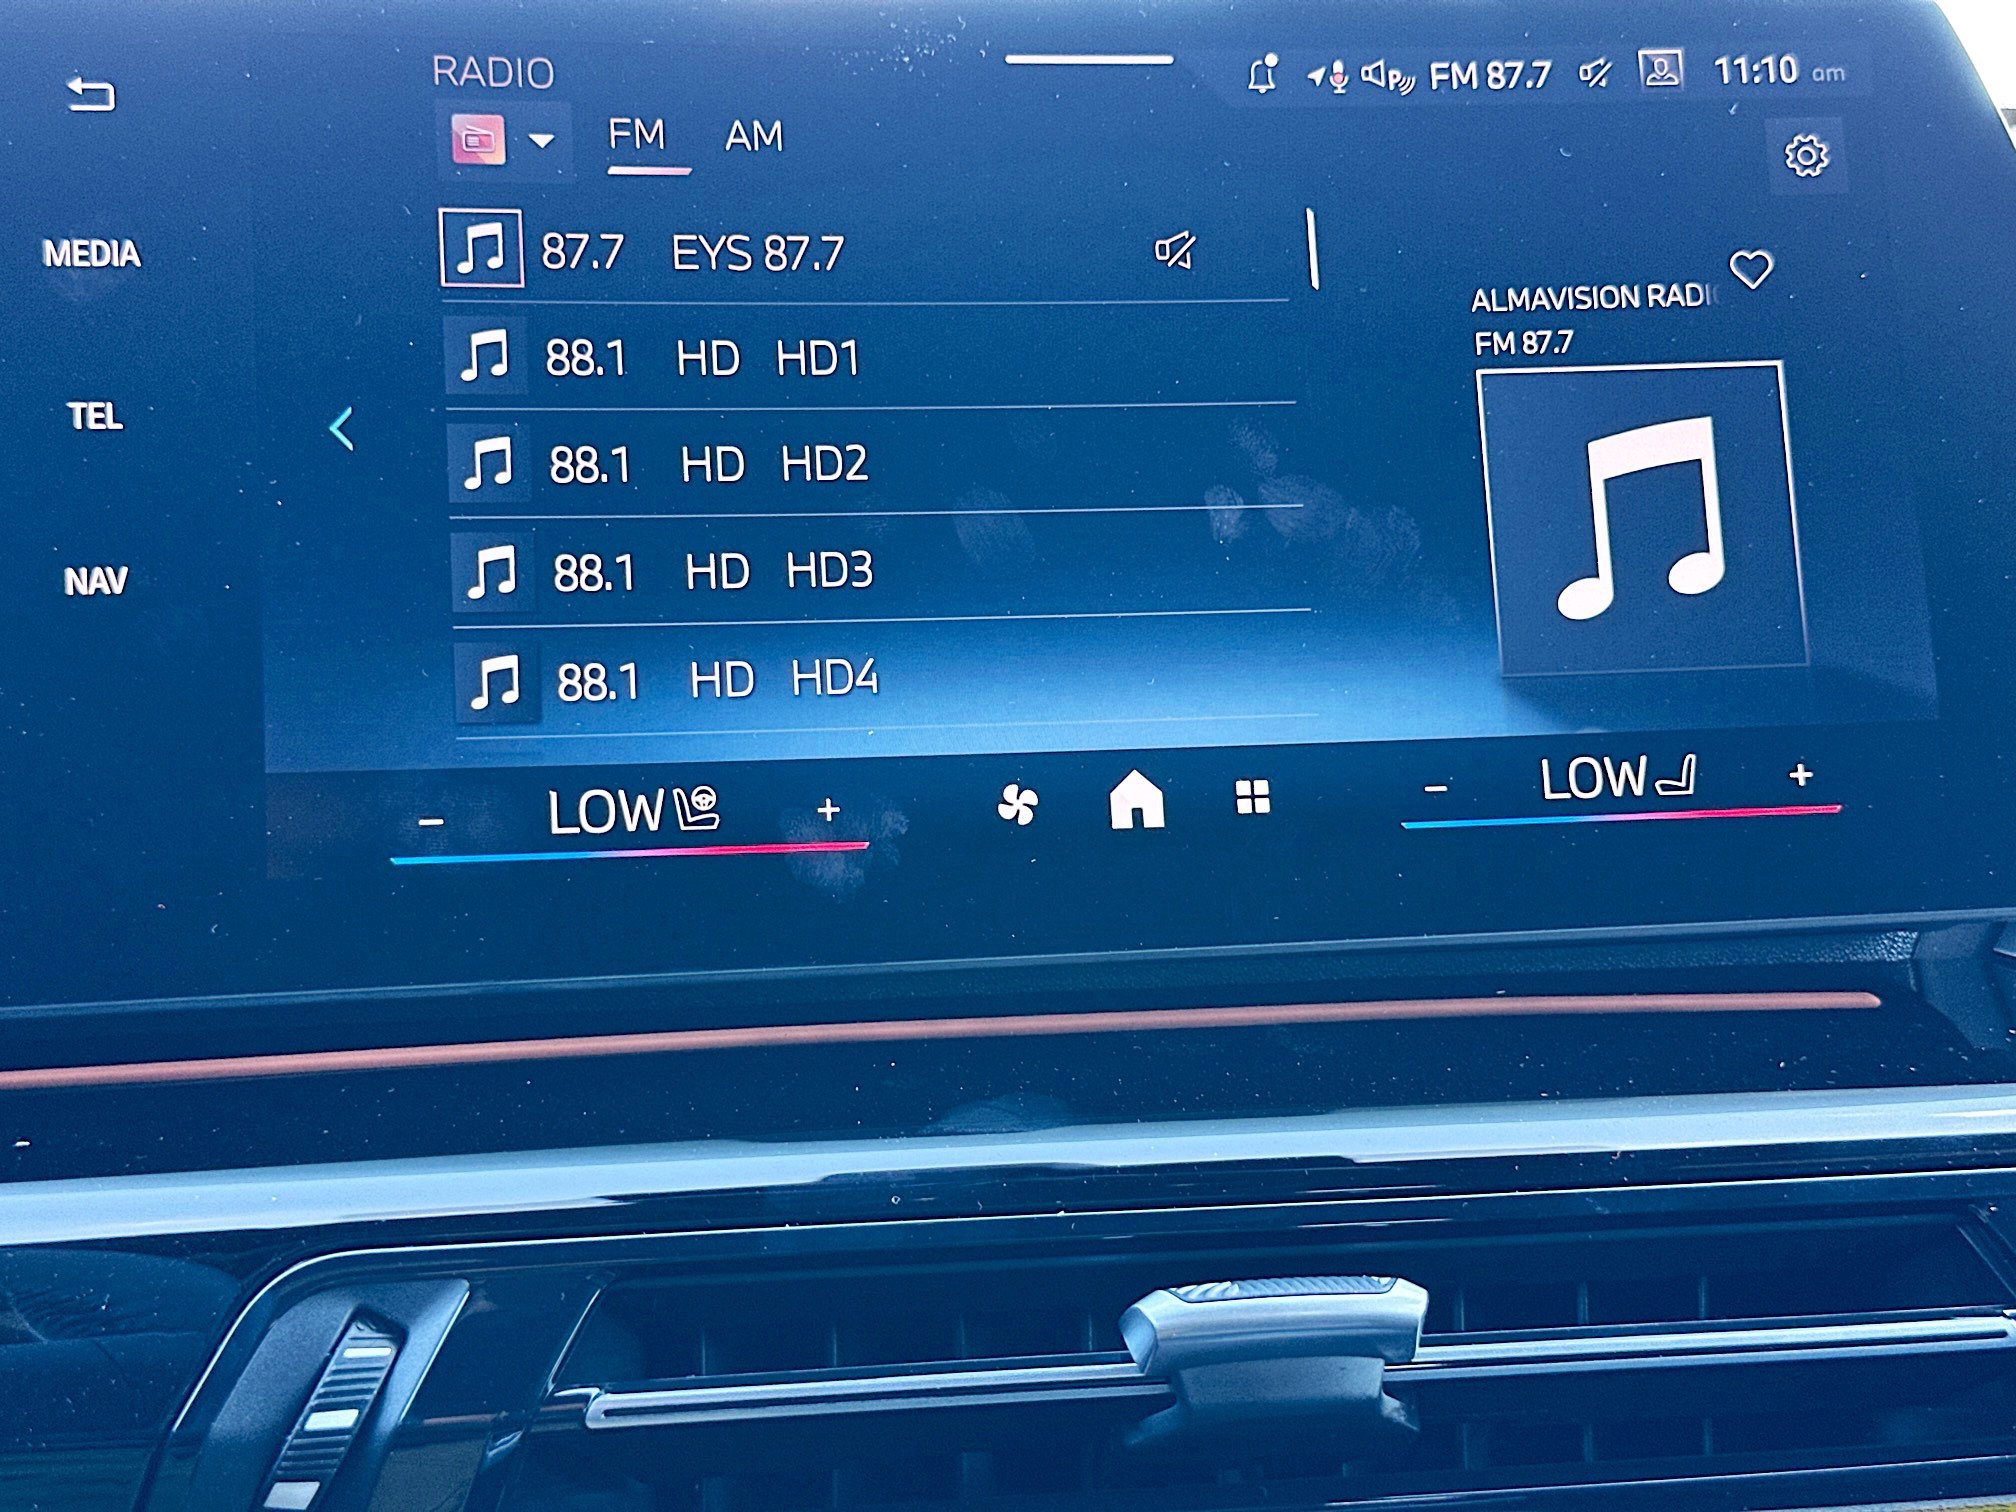 RADIO
FM 87.7 11:10 am
FM AM
MEDIA
TEL
NAV
87.7 EYS 87.7
88.1 HD HD1
88.1 HD HD2
88.1 HD HD3
88.1 HD HD4
ALMAVISION RADI
FM 87.7
- LOW +
- LOW +